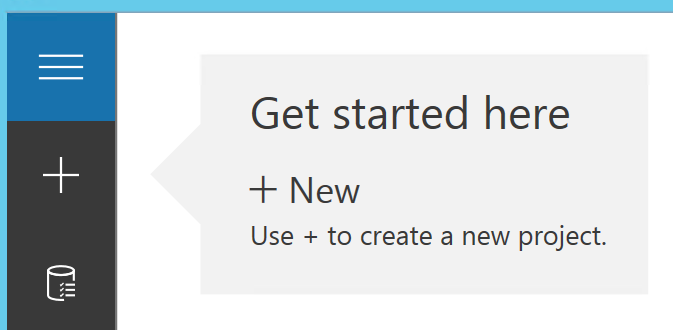 Get started here
+ New
Use + to create a new project.